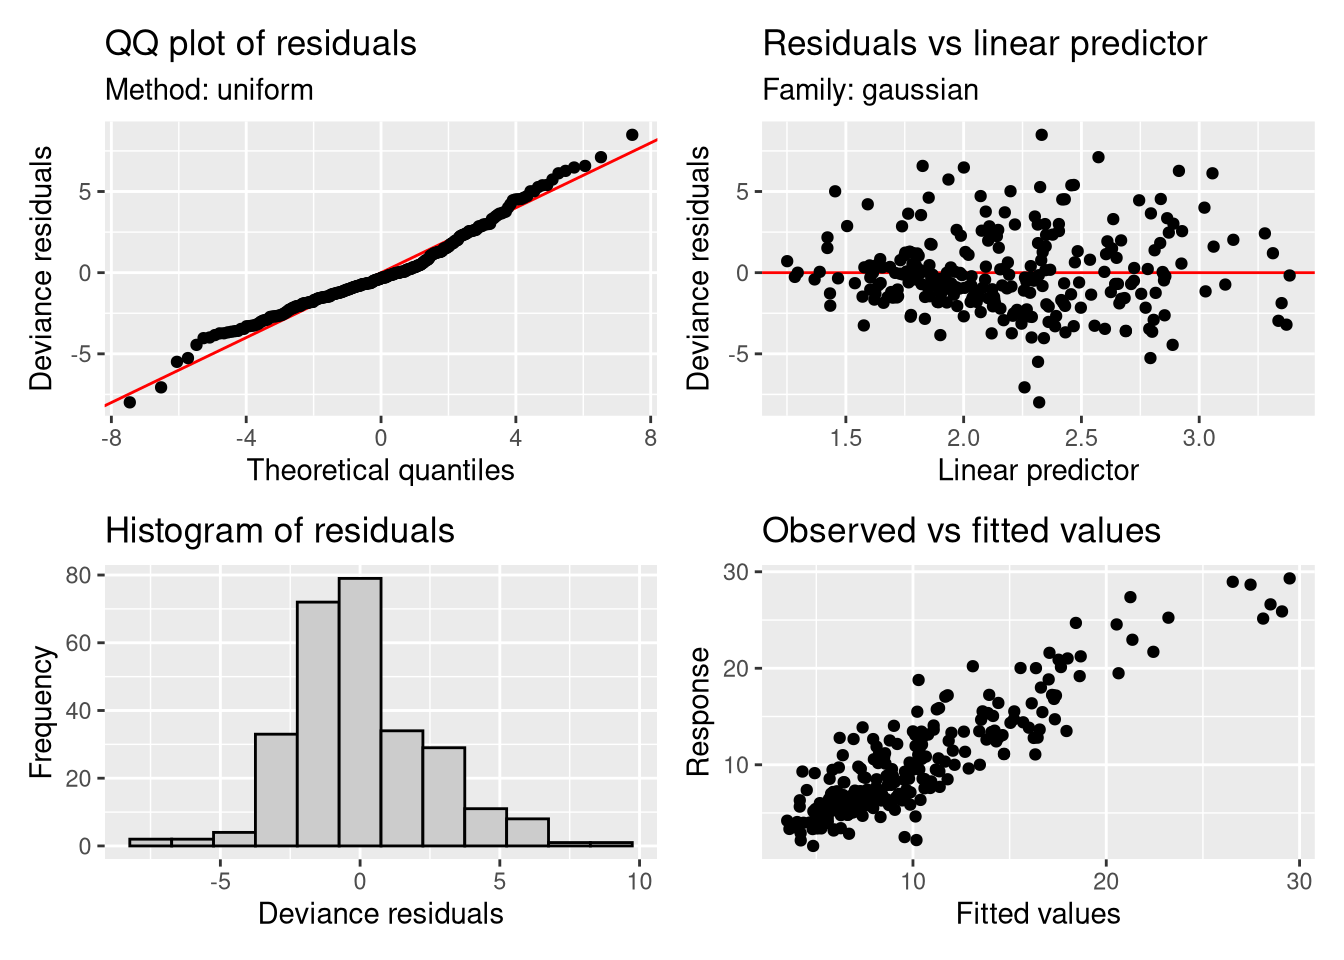 QQ plot of residuals
Method: uniform
Deviance residuals
5
0
-5
-8
-4
0
4
8
Theoretical quantiles
Residuals vs linear predictor
Family: gaussian
Deviance residuals
5
0
-5
1.5
2.0
2.5
3.0
Linear predictor
Histogram of residuals
Frequency
80
60
40
20
0
-5
0
5
10
Deviance residuals
Observed vs fitted values
Response
30
20
10
10
20
30
Fitted values